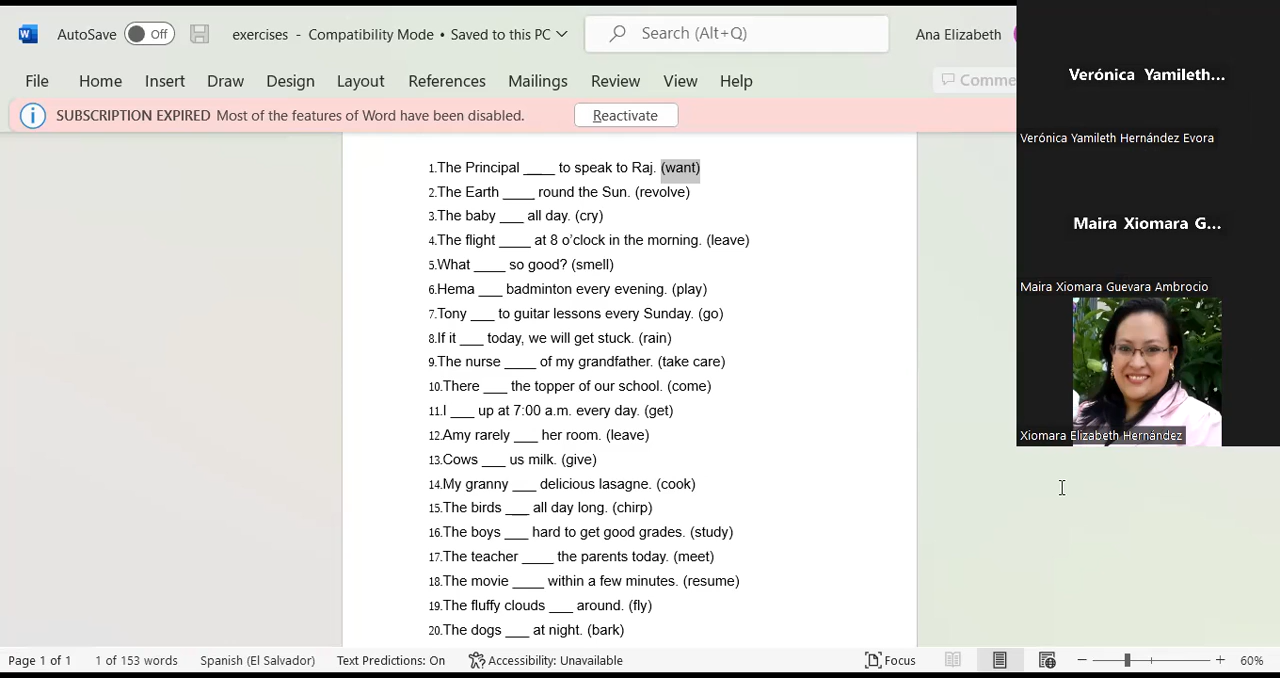 AutoSave Off exercises - Compatibility Mode • Saved to this PC Search (Alt+Q) Ana Elizabeth
File Home Insert Draw Design Layout References Mailings Review View Help Comme
SUBSCRIPTION EXPIRED Most of the features of Word have been disabled. Reactivate
1.The Principal ____ to speak to Raj. (want)
2.The Earth ____ round the Sun. (revolve)
3.The baby ___ all day. (cry)
4.The flight ____ at 8 o’clock in the morning. (leave)
5.What ____ so good? (smell)
6.Hema ___ badminton every evening. (play)
7.Tony ___ to guitar lessons every Sunday. (go)
8.If it ___ today, we will get stuck. (rain)
9.The nurse ____ of my grandfather. (take care)
10.There ___ the topper of our school. (come)
11.I ___ up at 7:00 a.m. every day. (get)
12.Amy rarely ___ her room. (leave)
13.Cows ___ us milk. (give)
14.My granny ___ delicious lasagne. (cook)
15.The birds ___ all day long. (chirp)
16.The boys ___ hard to get good grades. (study)
17.The teacher ____ the parents today. (meet)
18.The movie ____ within a few minutes. (resume)
19.The fluffy clouds ___ around. (fly)
20.The dogs ___ at night. (bark)
Verónica Yamileth...
Verónica Yamileth Hernández Evora
Maira Xiomara G...
Maira Xiomara Guevara Ambrocio
Xiomara Elizabeth Hernández
Page 1 of 1 1 of 153 words Spanish (El Salvador) Text Predictions: On Accessibility: Unavailable Focus 60%